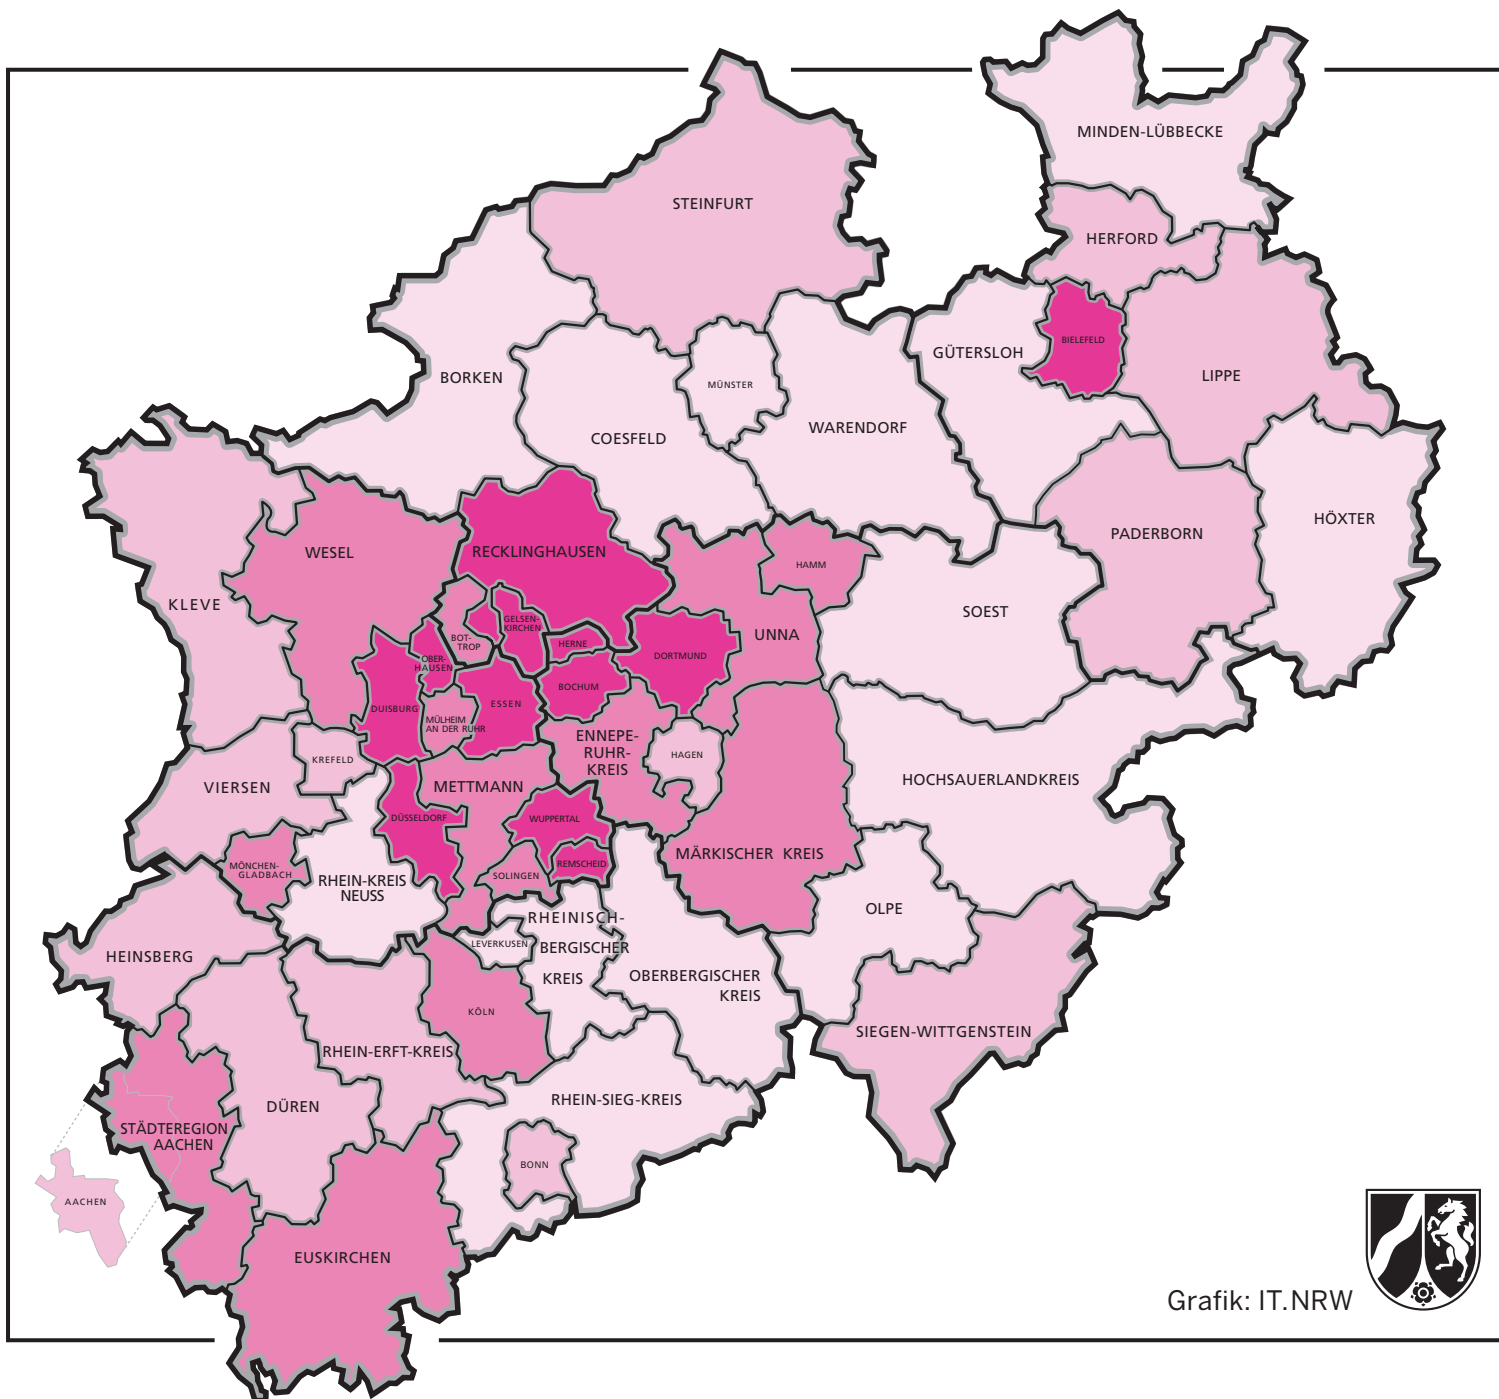 MINDEN-LÜBBECKE
STEINFURT
HERFORD
BIELEFELD
GÜTERSLOH
LIPPE
BORKEN
MÜNSTER
COESFELD
WARENDORF
HÖXTER
PADERBORN
RECKLINGHAUSEN
WESEL
HAMM
KLEVE
SOEST
GELSEN-
KIRCHEN
UNNA
BOT-
TROP
HERNE
DORTMUND
OBER-
HAUSEN
BOCHUM
DUISBURG
ESSEN
MÜLHEIM
AN DER RUHR
ENNEPE-
RUHR-
KREIS
HAGEN
KREFELD
HOCHSAUERLANDKREIS
VIERSEN
METTMANN
DÜSSELDORF
WUPPERTAL
MÄRKISCHER KREIS
REMSCHEID
MÖNCHEN-
GLADBACH
SOLINGEN
RHEIN-KREIS
NEUSS
OLPE
RHEINISCH-
BERGISCHER
KREIS
LEVERKUSEN
HEINSBERG
OBERBERGISCHER
KREIS
KÖLN
SIEGEN-WITTGENSTEIN
RHEIN-ERFT-KREIS
RHEIN-SIEG-KREIS
DÜREN
STÄDTEREGION
AACHEN
BONN
AACHEN
EUSKIRCHEN
Grafik: IT.NRW